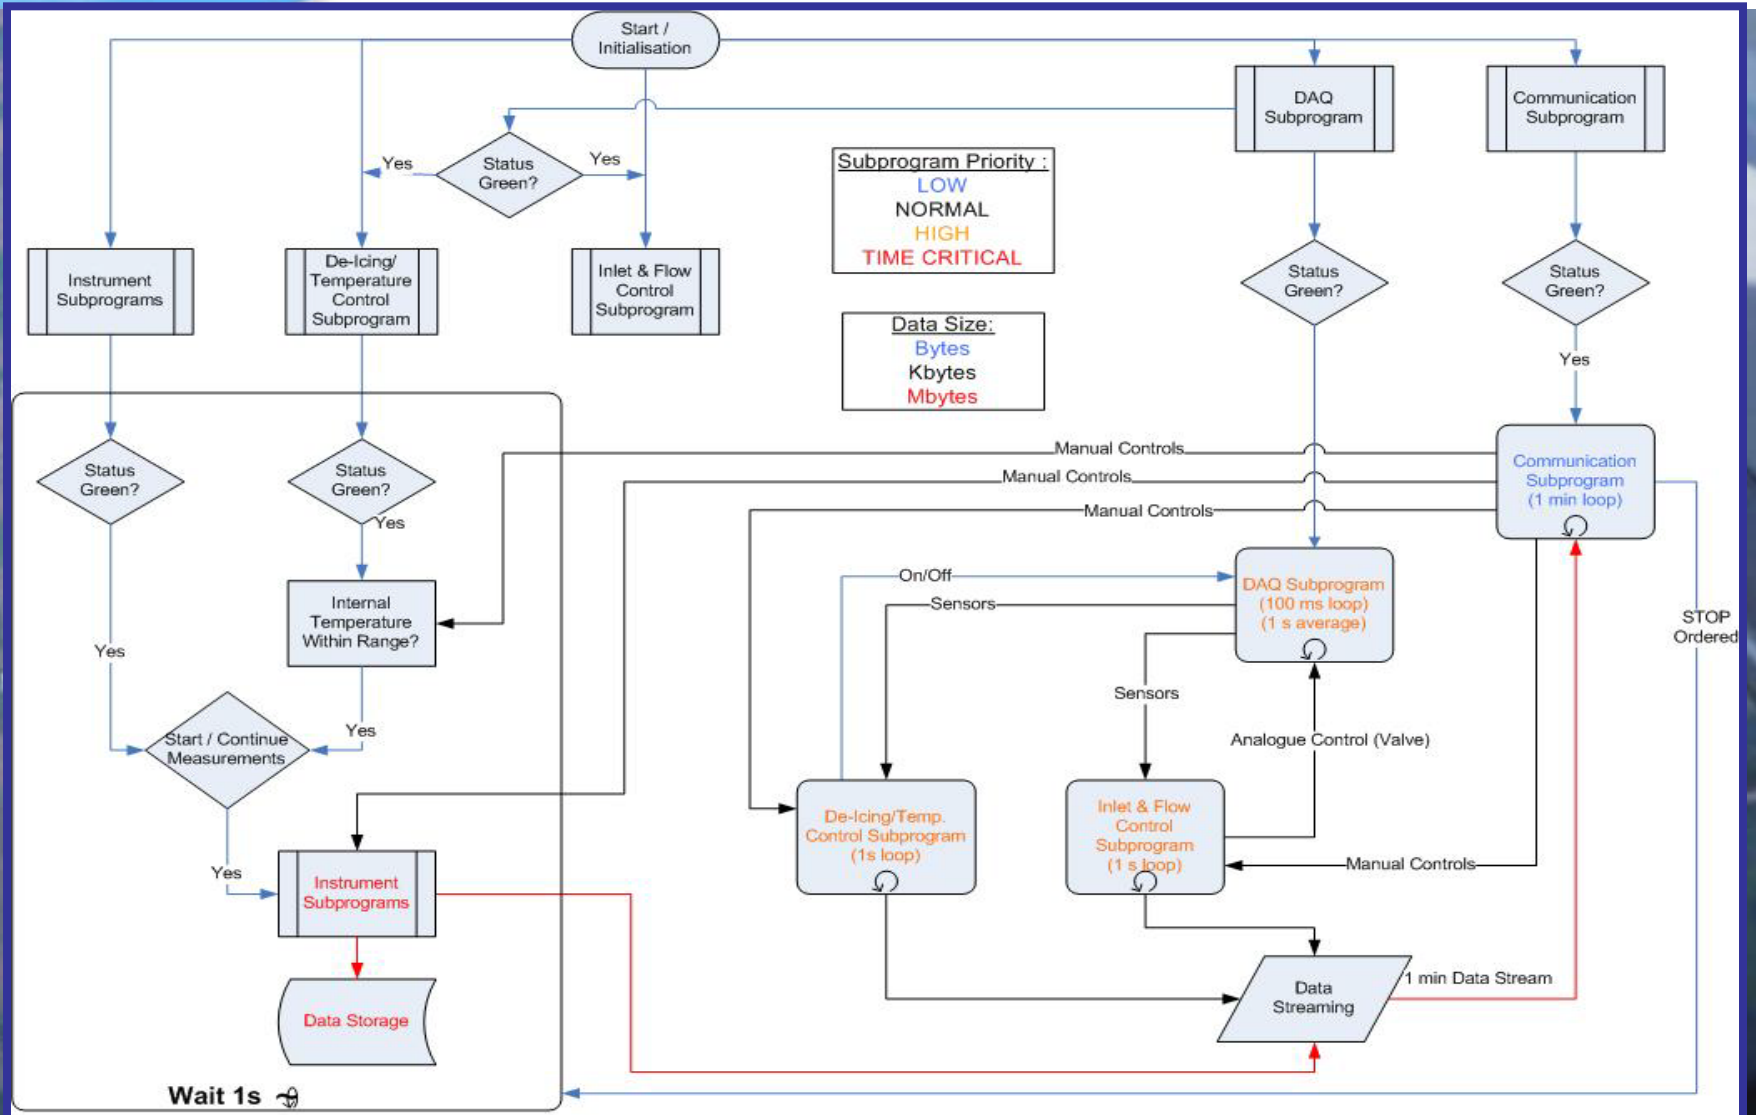 Start /
Initialisation
DAQ
Subprogram
Communication
Subprogram
Yes
Status
Green?
Yes
Subprogram Priority :
LOW
NORMAL
HIGH
TIME CRITICAL
Instrument
Subprograms
De-Icing/
Temperature
Control
Subprogram
Inlet & Flow
Control
Subprogram
Status
Green?
Status
Green?
Data Size:
Bytes
Kbytes
Mbytes
Yes
Status
Green?
Status
Green?
Yes
Manual Controls
Manual Controls
Manual Controls
Communication
Subprogram
(1 min loop)
Internal
Temperature
Within Range?
On/Off
Sensors
DAQ Subprogram
(100 ms loop)
(1 s average)
STOP
Ordered
Yes
Sensors
Yes
Start / Continue
Measurements
Analogue Control (Valve)
De-Icing/Temp.
Control Subprogram
(1s loop)
Inlet & Flow
Control
Subprogram
(1 s loop)
Manual Controls
Yes
Instrument
Subprograms
Data
Streaming
1 min Data Stream
Data Storage
Wait 1s